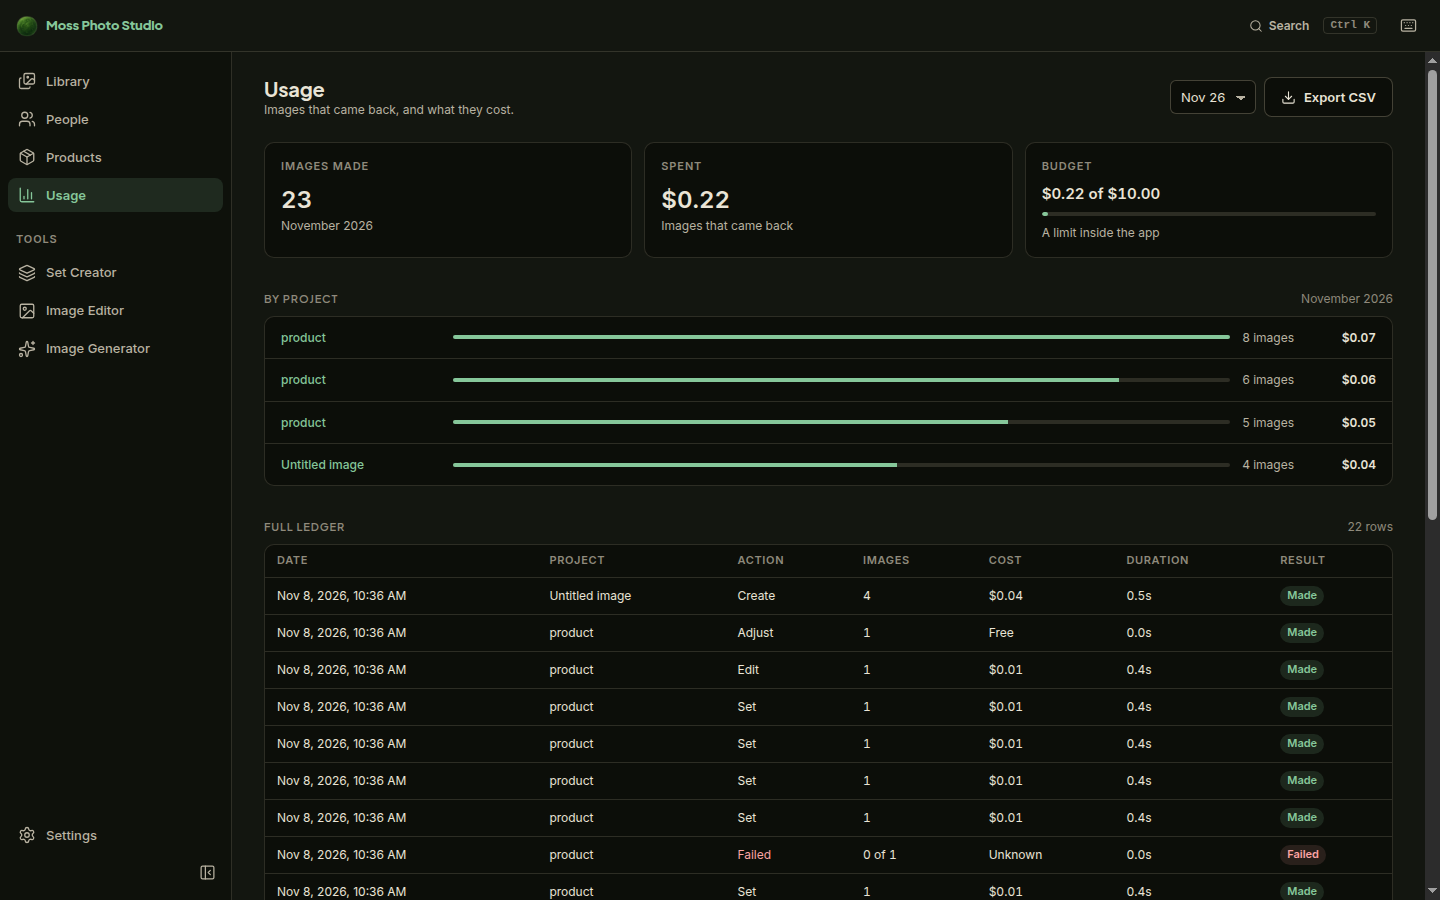 Moss Photo Studio
Search Ctrl K
Library
People
Products
Usage
TOOLS
Set Creator
Image Editor
Image Generator
Settings
Usage
Images that came back, and what they cost.
Nov 26
Export CSV
IMAGES MADE
23
November 2026
SPENT
$0.22
Images that came back
BUDGET
$0.22 of $10.00
A limit inside the app
BY PROJECT November 2026
product 8 images $0.07
product 6 images $0.06
product 5 images $0.05
Untitled image 4 images $0.04
FULL LEDGER 22 rows
DATE PROJECT ACTION IMAGES COST DURATION RESULT
Nov 8, 2026, 10:36 AM Untitled image Create 4 $0.04 0.5s Made
Nov 8, 2026, 10:36 AM product Adjust 1 Free 0.0s Made
Nov 8, 2026, 10:36 AM product Edit 1 $0.01 0.4s Made
Nov 8, 2026, 10:36 AM product Set 1 $0.01 0.4s Made
Nov 8, 2026, 10:36 AM product Set 1 $0.01 0.4s Made
Nov 8, 2026, 10:36 AM product Set 1 $0.01 0.4s Made
Nov 8, 2026, 10:36 AM product Set 1 $0.01 0.4s Made
Nov 8, 2026, 10:36 AM product Failed 0 of 1 Unknown 0.0s Failed
Nov 8, 2026, 10:36 AM product Set 1 $0.01 0.4s Made